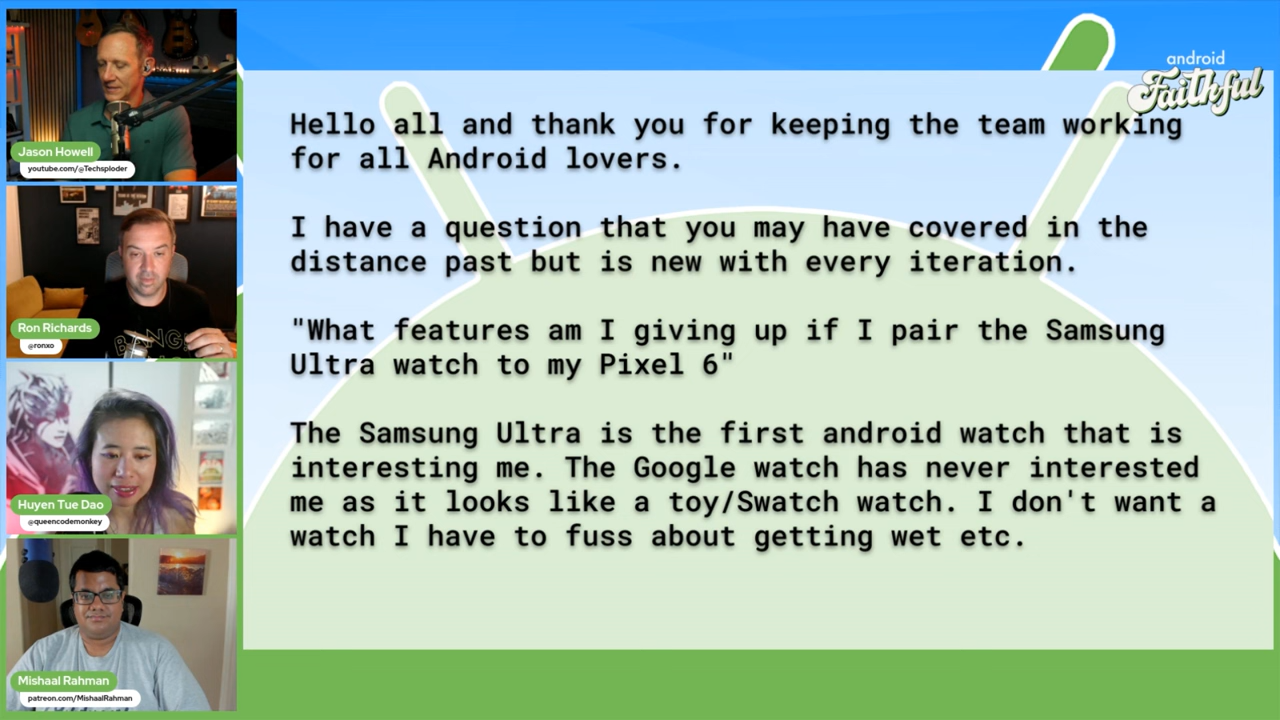 Jason Howell
youtube.com/@Techsploder
Ron Richards
@ronxo
BANG
Huyen Tue Dao
@queencodemonkey
Mishaal Rahman
patreon.com/MishaalRahman
android
Faithful
Hello all and thank you for keeping the team working
for all Android lovers.
I have a question that you may have covered in the
distance past but is new with every iteration.
"What features am I giving up if I pair the Samsung
Ultra watch to my Pixel 6"
The Samsung Ultra is the first android watch that is
interesting me. The Google watch has never interested
me as it looks like a toy/Swatch watch. I don't want a
watch I have to fuss about getting wet etc.